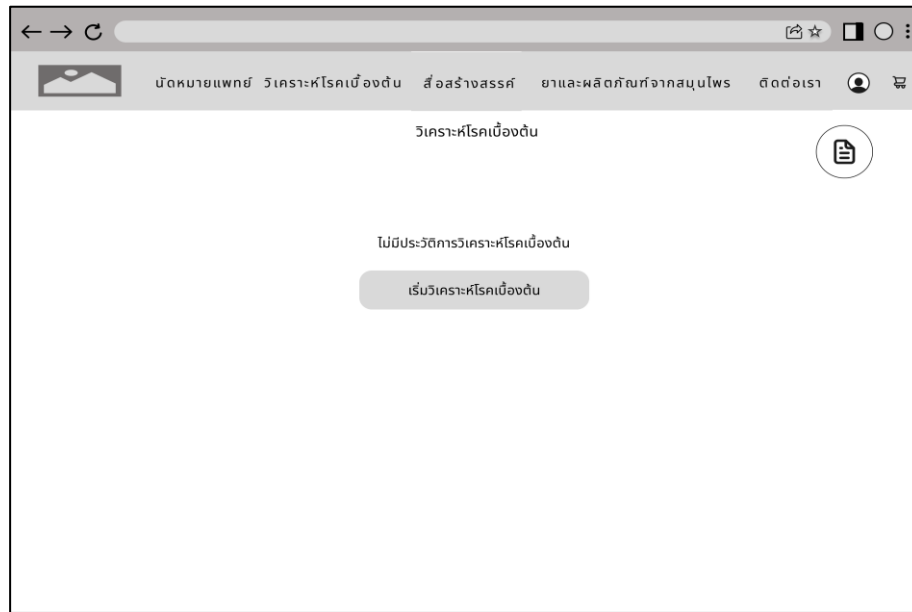 นัดหมายแพทย์ วิเคราะห์โรคเบื้องต้น สื่อสร้างสรรค์ ยาและผลิตภัณฑ์จากสมุนไพร ติดต่อเรา
วิเคราะห์โรคเบื้องต้น
ไม่มีประวัติการวิเคราะห์โรคเบื้องต้น
เริ่มวิเคราะห์โรคเบื้องต้น